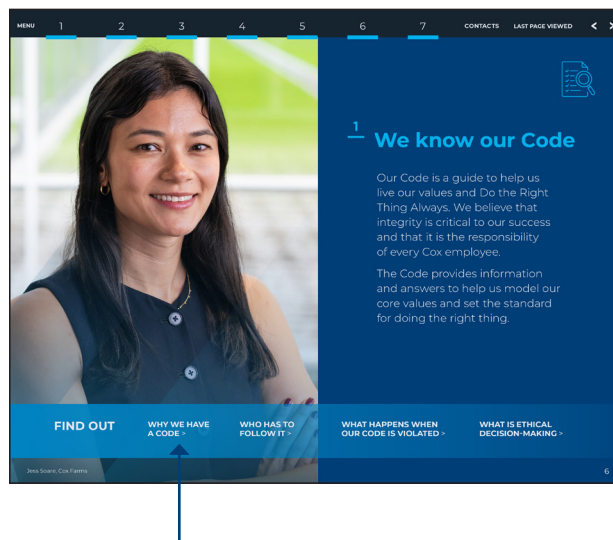 MENU 1 2 3 4 5 6 7 CONTACTS LAST PAGE VIEWED < >
1 We know our Code
Our Code is a guide to help us
live our values and Do the Right
Thing Always. We believe that
integrity is critical to our success
and that it is the responsibility
of every Cox employee.
The Code provides information
and answers to help us model our
core values and set the standard
for doing the right thing.
FIND OUT
WHY WE HAVE
A CODE >
WHO HAS TO
FOLLOW IT >
WHAT HAPPENS WHEN
OUR CODE IS VIOLATED >
WHAT IS ETHICAL
DECISION-MAKING >
Jess Soare, Cox Farms
6